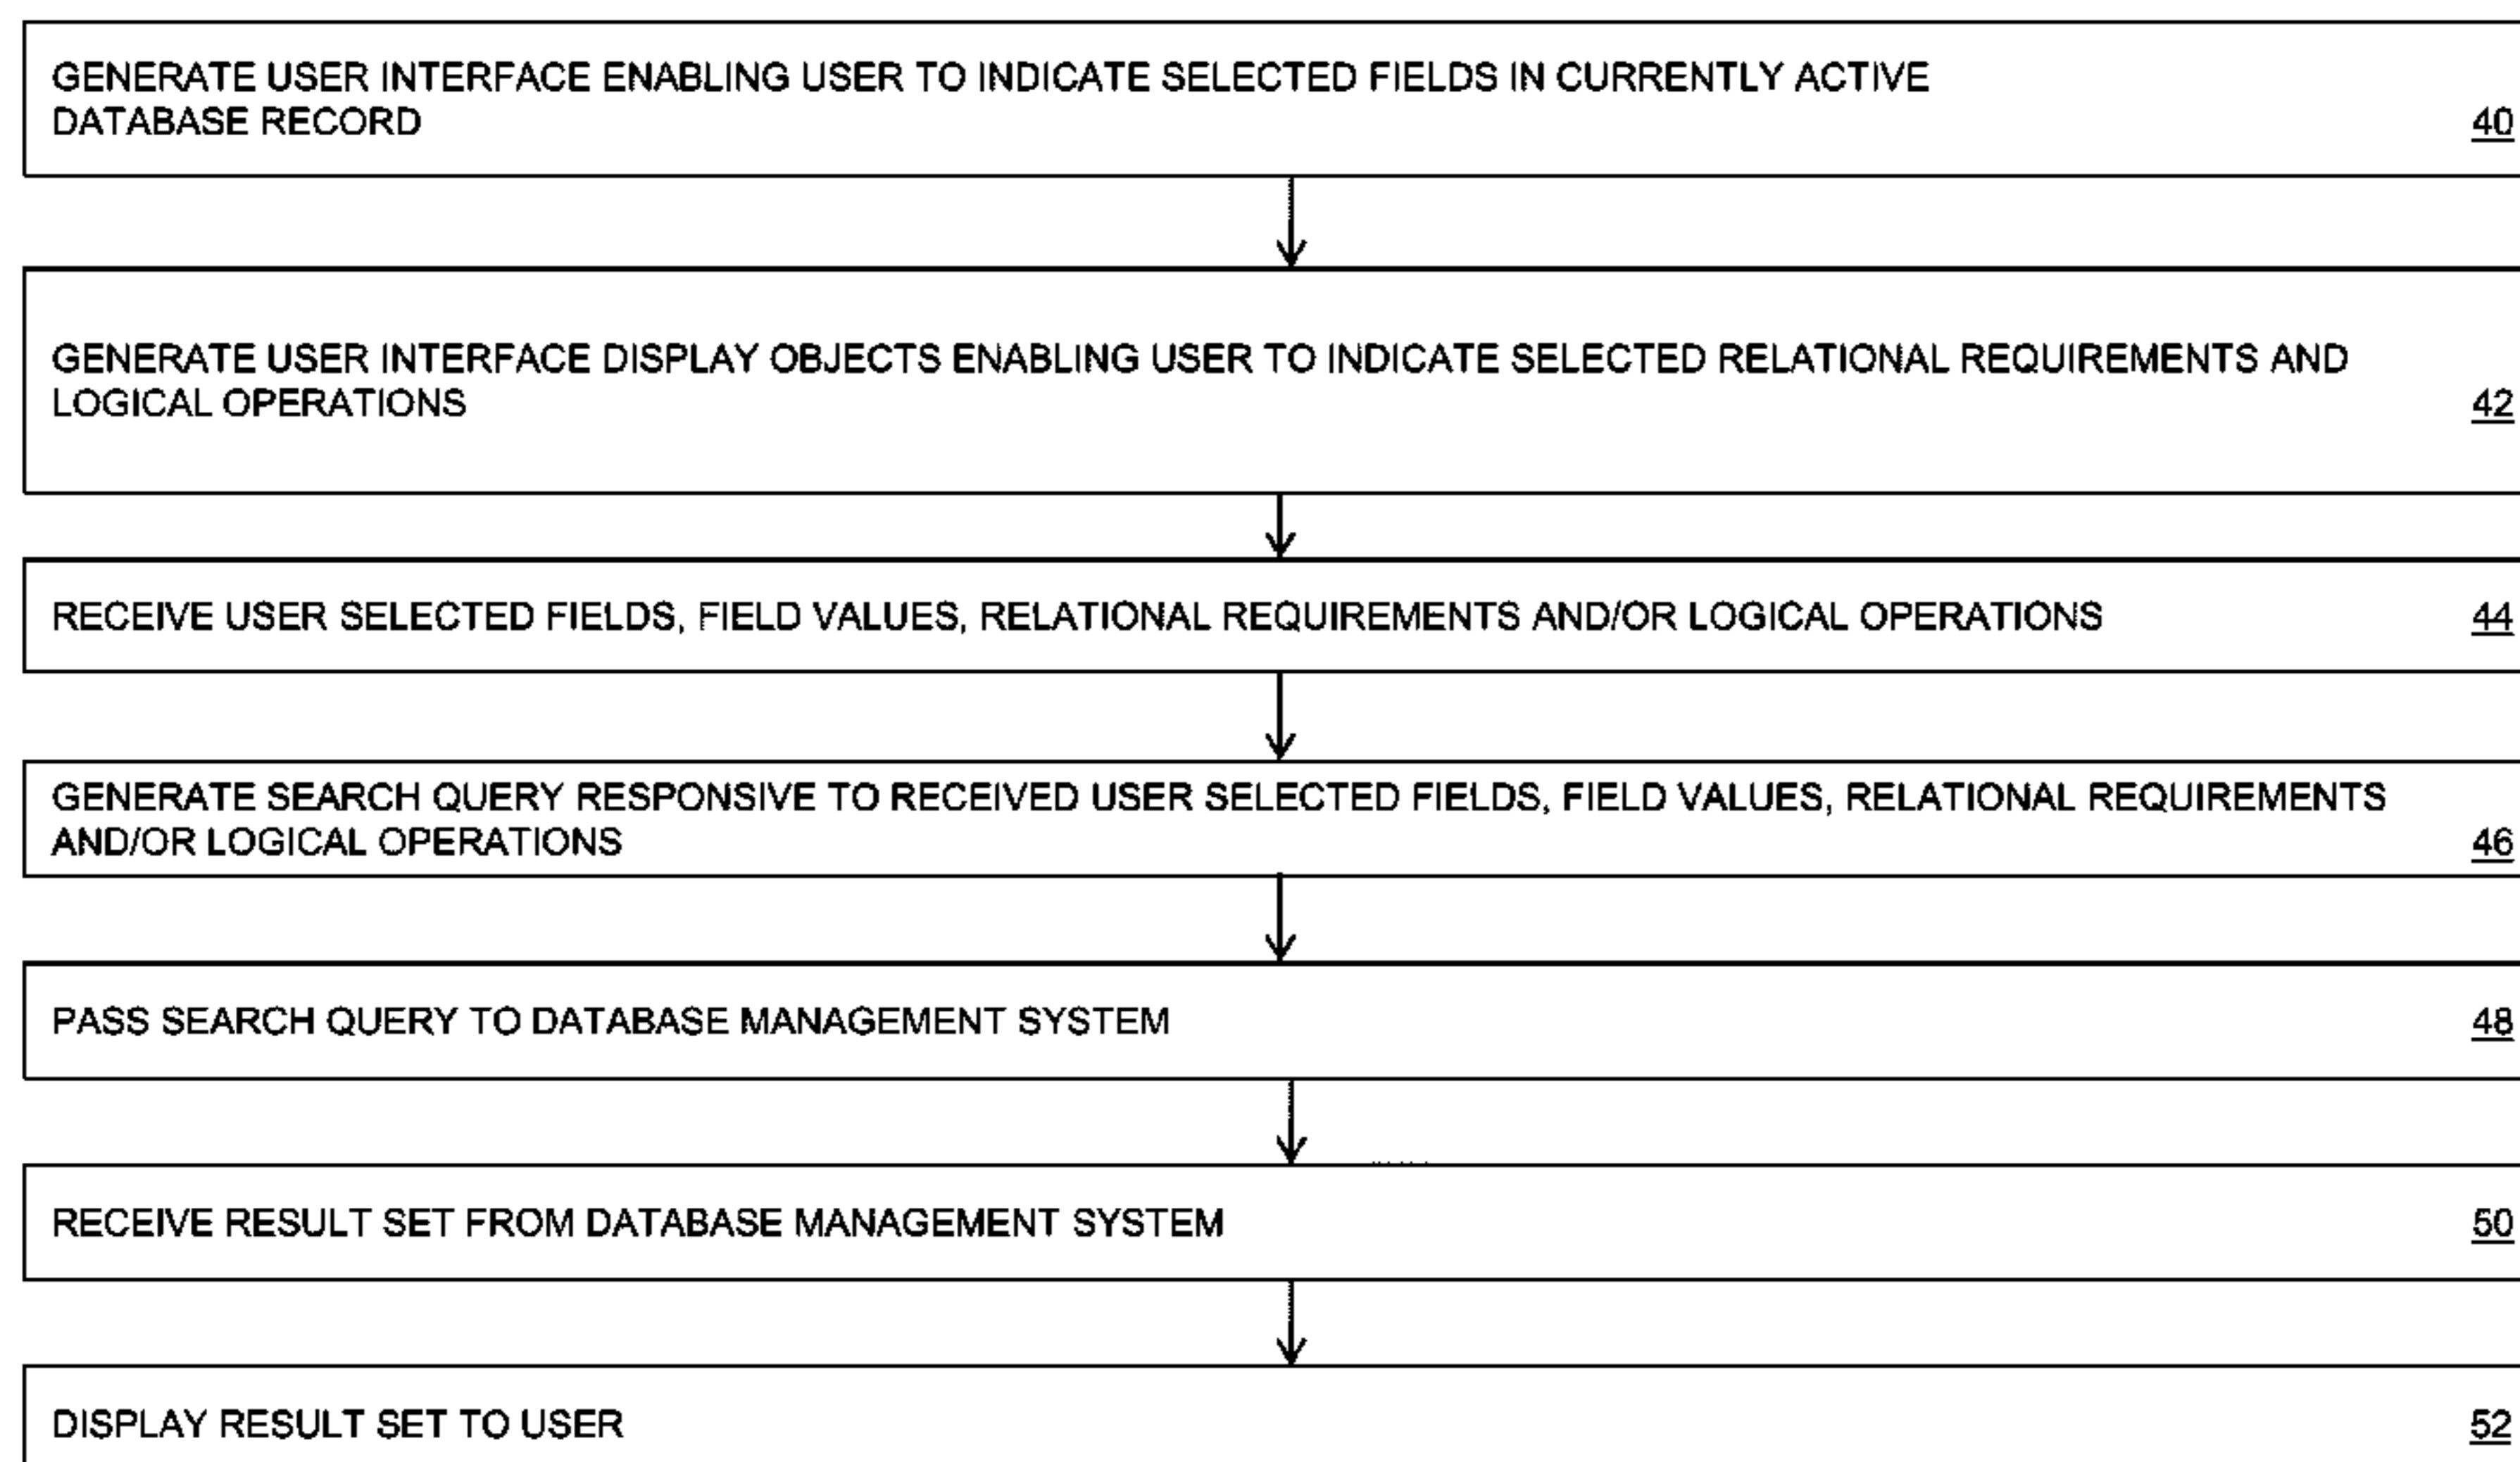 GENERATE USER INTERFACE ENABLING USER TO INDICATE SELECTED FIELDS IN CURRENTLY ACTIVE
DATABASE RECORD 40
GENERATE USER INTERFACE DISPLAY OBJECTS ENABLING USER TO INDICATE SELECTED RELATIONAL REQUIREMENTS AND
LOGICAL OPERATIONS 42
RECEIVE USER SELECTED FIELDS, FIELD VALUES, RELATIONAL REQUIREMENTS AND/OR LOGICAL OPERATIONS 44
GENERATE SEARCH QUERY RESPONSIVE TO RECEIVED USER SELECTED FIELDS, FIELD VALUES, RELATIONAL REQUIREMENTS
AND/OR LOGICAL OPERATIONS 46
PASS SEARCH QUERY TO DATABASE MANAGEMENT SYSTEM 48
RECEIVE RESULT SET FROM DATABASE MANAGEMENT SYSTEM 50
DISPLAY RESULT SET TO USER 52